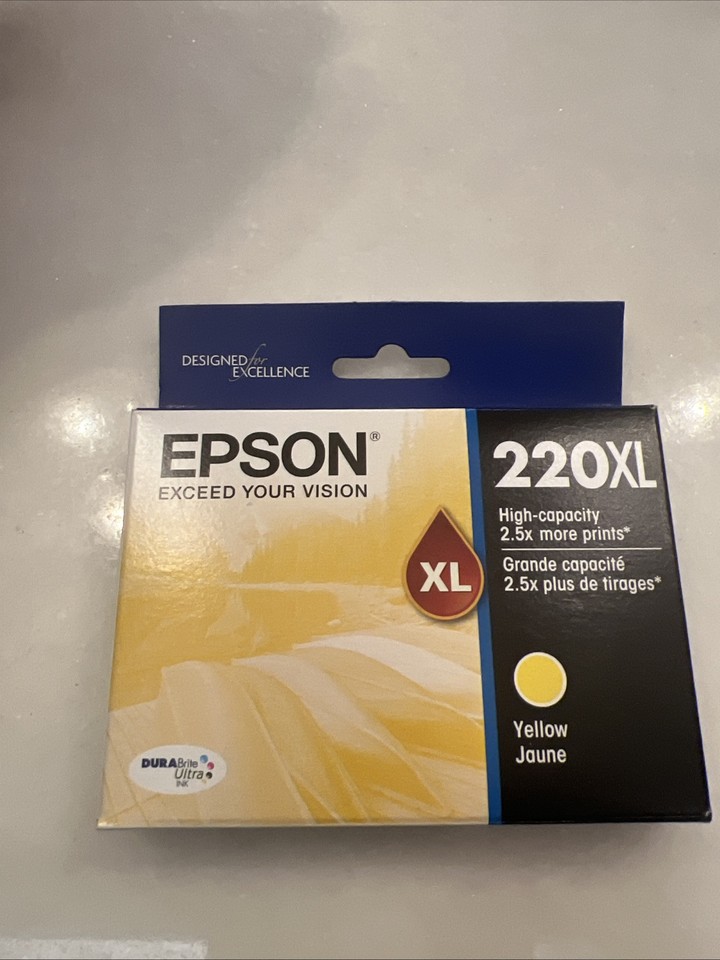 DESIGNED for
EXCELLENCE
EPSON®
EXCEED YOUR VISION
220XL
High-capacity
2.5x more prints*
Grande capacité
2.5x plus de tirages*
XL
Yellow
Jaune
DURABrite
Ultra
INK